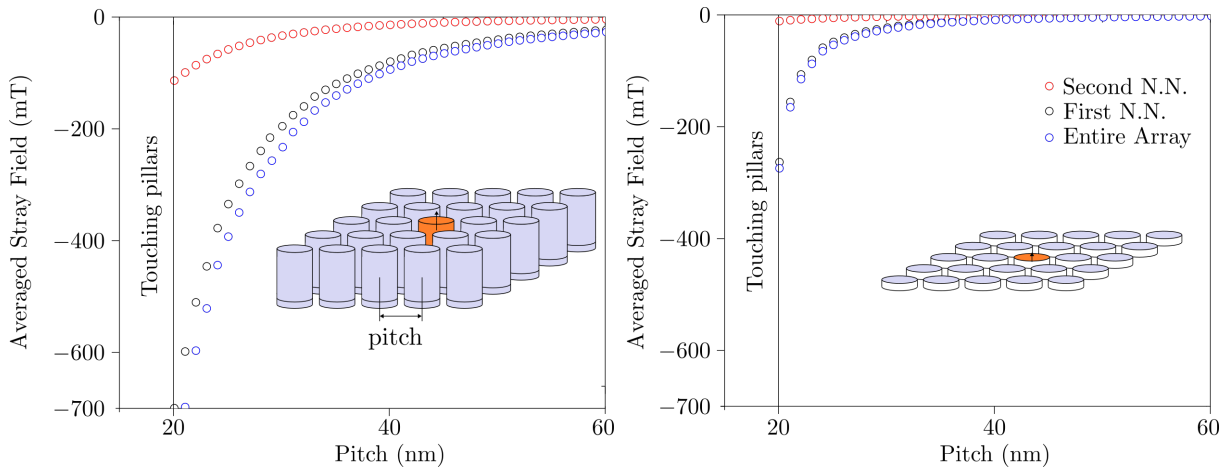 0
−200
−400
−600
−700
20
40
60
Pitch (nm)
Averaged Stray Field (mT)
Touching pillars
pitch
0
−200
−400
−600
−700
20
40
60
Pitch (nm)
Averaged Stray Field (mT)
Touching pillars
Second N.N.
First N.N.
Entire Array